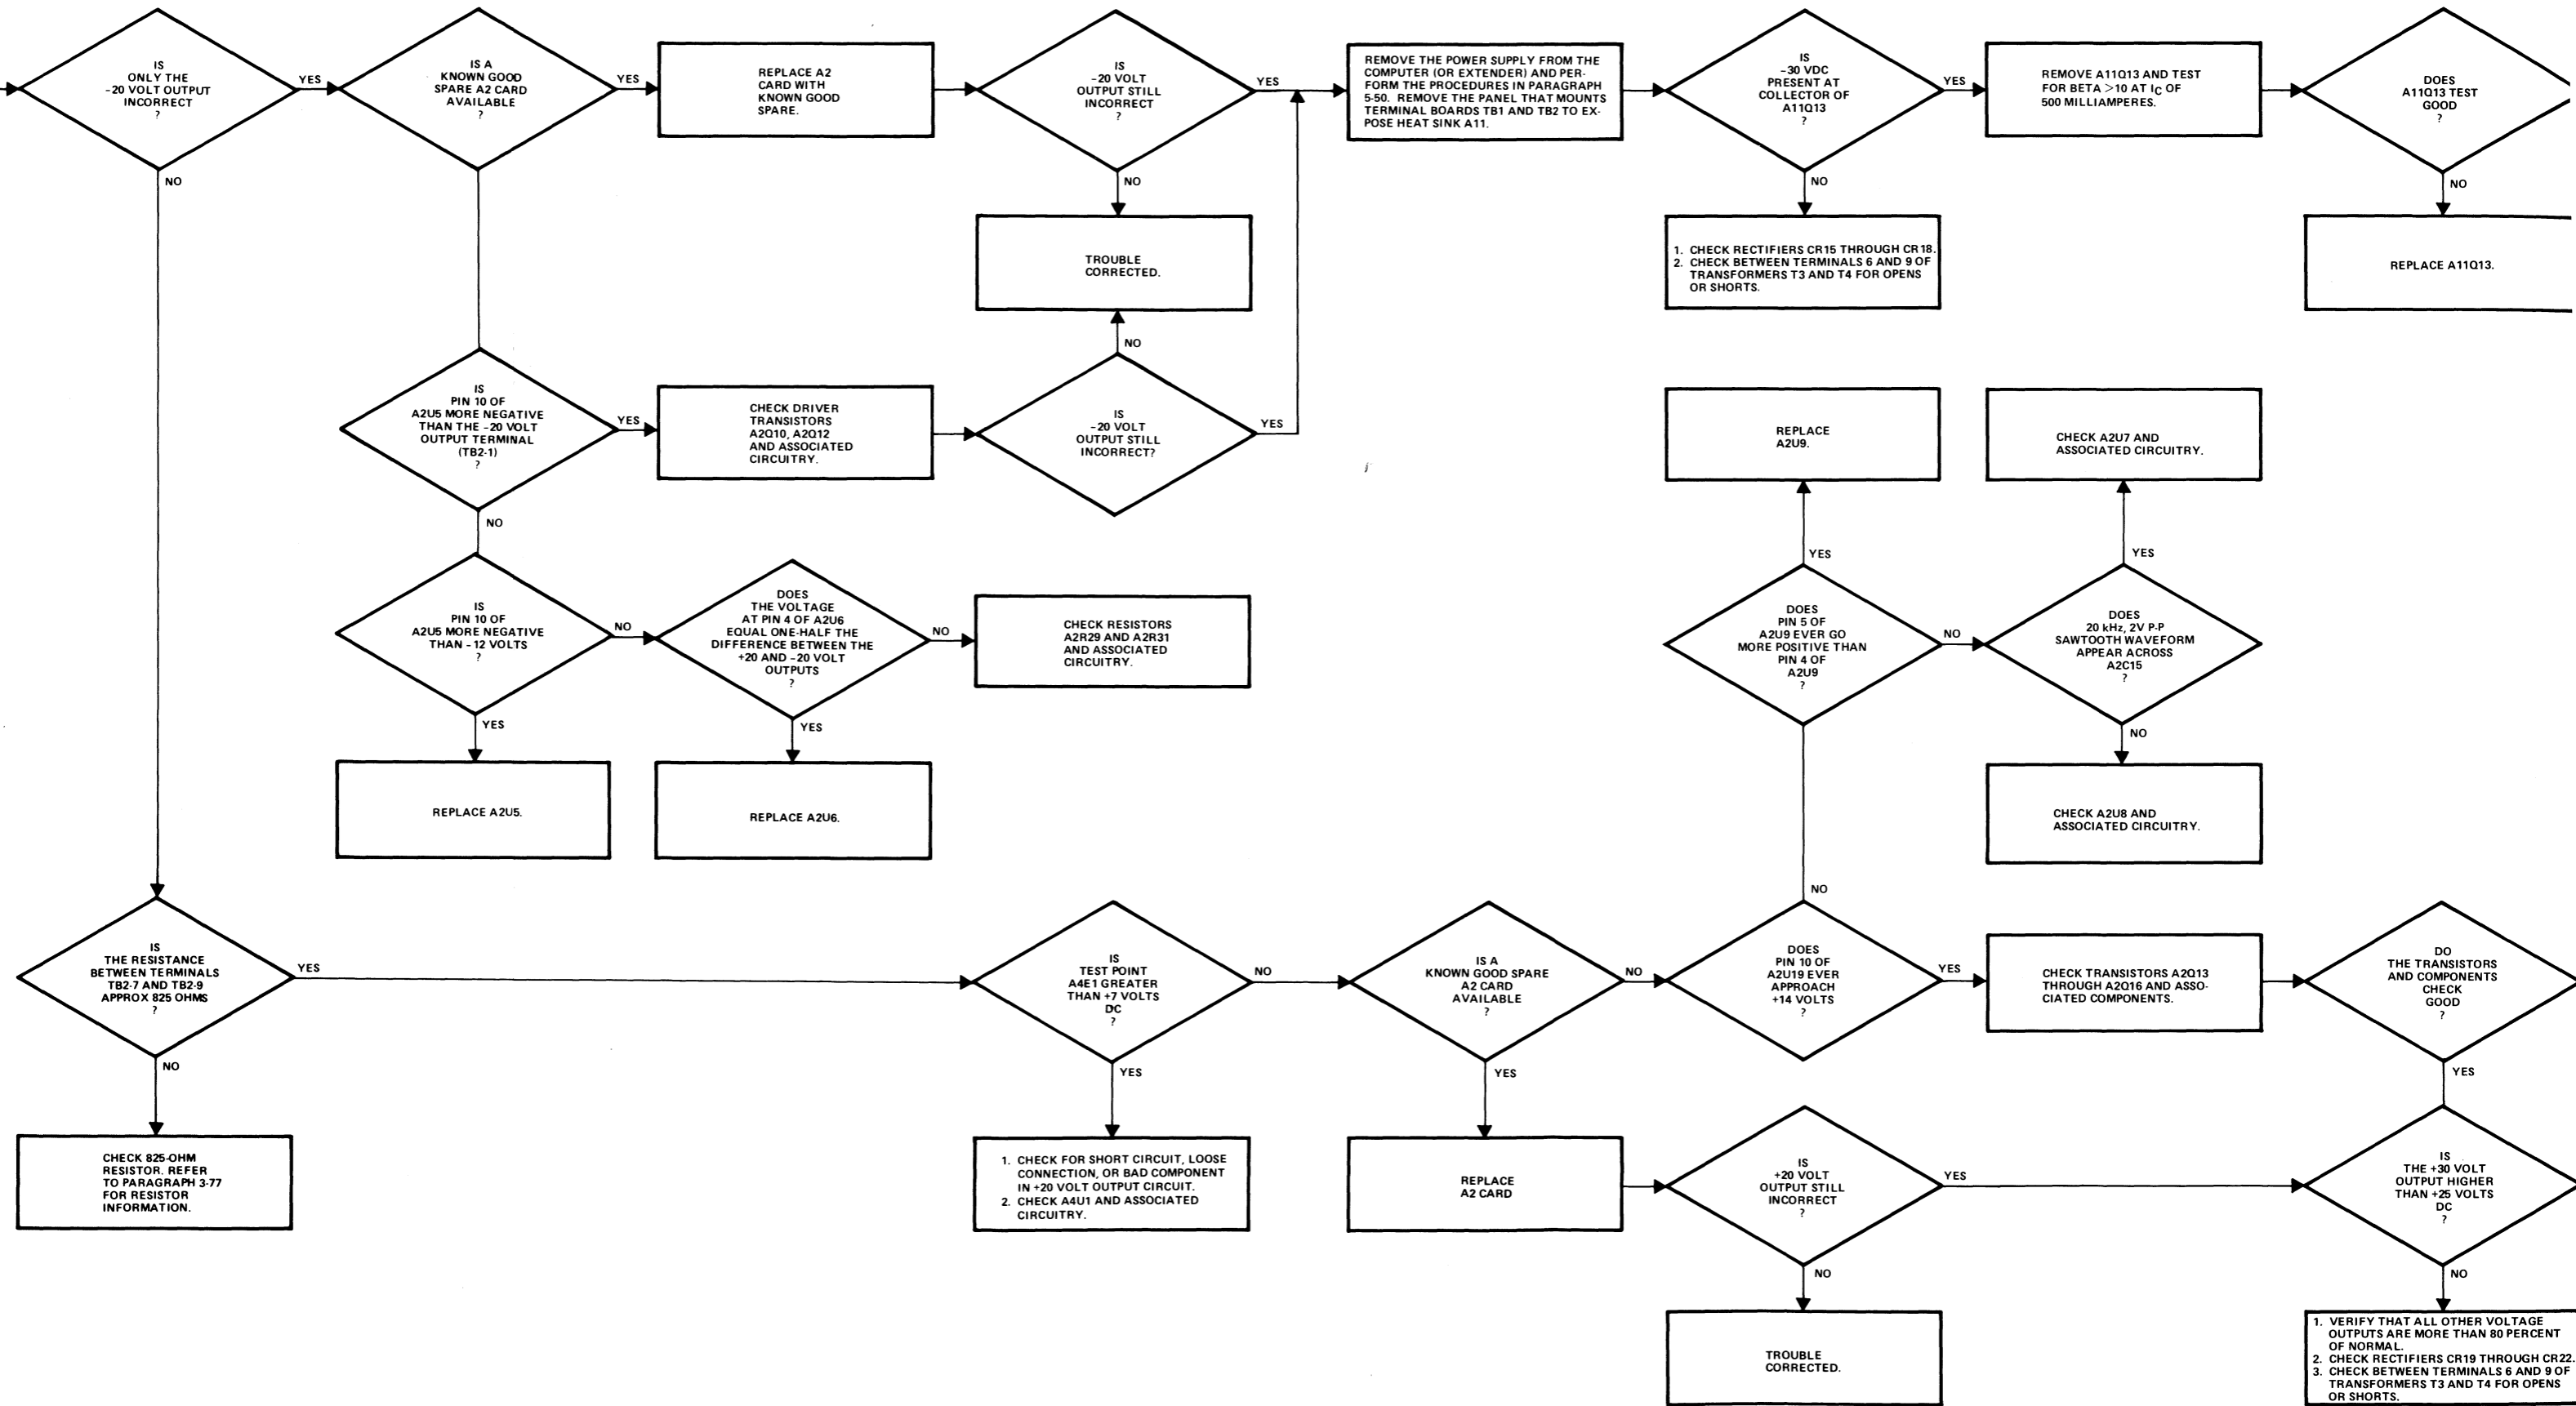 IS
ONLY THE
-20 VOLT OUTPUT
INCORRECT
?
YES
NO
IS A
KNOWN GOOD
SPARE A2 CARD
AVAILABLE
?
YES
REPLACE A2
CARD WITH
KNOWN GOOD
SPARE.
IS
-20 VOLT
OUTPUT STILL
INCORRECT
?
YES
NO
REMOVE THE POWER SUPPLY FROM THE
COMPUTER (OR EXTENDER) AND PER-
FORM THE PROCEDURES IN PARAGRAPH
5-50. REMOVE THE PANEL THAT MOUNTS
TERMINAL BOARDS TB1 AND TB2 TO EX-
POSE HEAT SINK A11.
IS
-30 VDC
PRESENT AT
COLLECTOR OF
A11Q13
?
YES
NO
REMOVE A11Q13 AND TEST
FOR BETA >10 AT IC OF
500 MILLIAMPERES.
DOES
A11Q13 TEST
GOOD
?
NO
TROUBLE
CORRECTED.
1. CHECK RECTIFIERS CR15 THROUGH CR18.
2. CHECK BETWEEN TERMINALS 6 AND 9 OF
TRANSFORMERS T3 AND T4 FOR OPENS
OR SHORTS.
REPLACE A11Q13.
IS
PIN 10 OF
A2U5 MORE NEGATIVE
THAN THE -20 VOLT
OUTPUT TERMINAL
(TB2-1)
?
YES
NO
CHECK DRIVER
TRANSISTORS
A2Q10, A2Q12
AND ASSOCIATED
CIRCUITRY.
NO
IS
-20 VOLT
OUTPUT STILL
INCORRECT?
YES
REPLACE
A2U9.
CHECK A2U7 AND
ASSOCIATED CIRCUITRY.
IS
PIN 10 OF
A2U5 MORE NEGATIVE
THAN -12 VOLTS
?
NO
YES
DOES
THE VOLTAGE
AT PIN 4 OF A2U6
EQUAL ONE-HALF THE
DIFFERENCE BETWEEN THE
+20 AND -20 VOLT
OUTPUTS
?
NO
YES
CHECK RESISTORS
A2R29 AND A2R31
AND ASSOCIATED
CIRCUITRY.
YES
DOES
PIN 5 OF
A2U9 EVER GO
MORE POSITIVE THAN
PIN 4 OF
A2U9
?
NO
YES
DOES
20 kHz, 2V P-P
SAWTOOTH WAVEFORM
APPEAR ACROSS
A2C15
?
NO
REPLACE A2U5.
REPLACE A2U6.
CHECK A2U8 AND
ASSOCIATED CIRCUITRY.
IS
THE RESISTANCE
BETWEEN TERMINALS
TB2-7 AND TB2-9
APPROX 825 OHMS
?
YES
NO
IS
TEST POINT
A4E1 GREATER
THAN +7 VOLTS
DC
?
NO
YES
IS A
KNOWN GOOD SPARE
A2 CARD
AVAILABLE
?
NO
YES
NO
DOES
PIN 10 OF
A2U19 EVER
APPROACH
+14 VOLTS
?
YES
CHECK TRANSISTORS A2Q13
THROUGH A2Q16 AND ASSO-
CIATED COMPONENTS.
DO
THE TRANSISTORS
AND COMPONENTS
CHECK
GOOD
?
YES
CHECK 825-OHM
RESISTOR. REFER
TO PARAGRAPH 3-77
FOR RESISTOR
INFORMATION.
1. CHECK FOR SHORT CIRCUIT, LOOSE
CONNECTION, OR BAD COMPONENT
IN +20 VOLT OUTPUT CIRCUIT.
2. CHECK A4U1 AND ASSOCIATED
CIRCUITRY.
REPLACE
A2 CARD
IS
+20 VOLT
OUTPUT STILL
INCORRECT
?
YES
NO
IS
THE +30 VOLT
OUTPUT HIGHER
THAN +25 VOLTS
DC
?
NO
TROUBLE
CORRECTED.
1. VERIFY THAT ALL OTHER VOLTAGE
OUTPUTS ARE MORE THAN 80 PERCENT
OF NORMAL.
2. CHECK RECTIFIERS CR19 THROUGH CR22.
3. CHECK BETWEEN TERMINALS 6 AND 9 OF
TRANSFORMERS T3 AND T4 FOR OPENS
OR SHORTS.